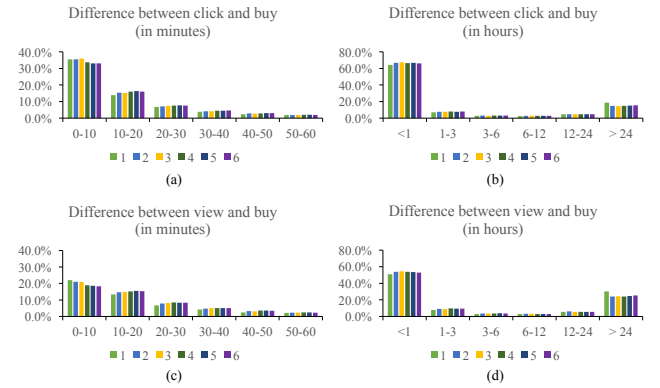 Difference between click and buy
(in minutes)
40.0%
30.0%
20.0%
10.0%
0.0%
0-10 10-20 20-30 30-40 40-50 50-60
1 2 3 4 5 6
(a)
Difference between click and buy
(in hours)
80.0%
60.0%
40.0%
20.0%
0.0%
<1 1-3 3-6 6-12 12-24 > 24
1 2 3 4 5 6
(b)
Difference between view and buy
(in minutes)
40.0%
30.0%
20.0%
10.0%
0.0%
0-10 10-20 20-30 30-40 40-50 50-60
1 2 3 4 5 6
(c)
Difference between view and buy
(in hours)
80.0%
60.0%
40.0%
20.0%
0.0%
<1 1-3 3-6 6-12 12-24 > 24
1 2 3 4 5 6
(d)